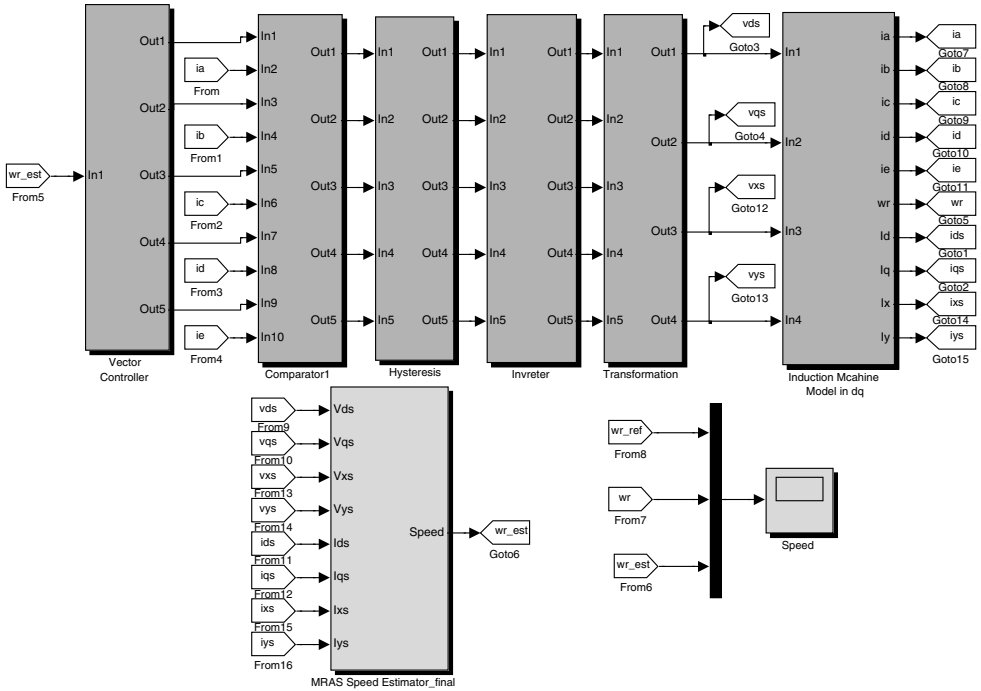 wr_est
From5
In1
Out1
Out2
Out3
Out4
Out5
Vector
Controller
ia
From
ib
From1
ic
From2
id
From3
ie
From4
In1
In2
In3
In4
In5
In6
In7
In8
In9
In10
Out1
Out2
Out3
Out4
Out5
Comparator1
In1
In2
In3
In4
In5
Out1
Out2
Out3
Out4
Out5
Hysteresis
In1
In2
In3
In4
In5
Out1
Out2
Out3
Out4
Out5
Invreter
In1
In2
In3
In4
In5
Out1
Out2
Out3
Out4
Transformation
vds
Goto3
vqs
Goto4
vxs
Goto12
vys
Goto13
In1
In2
In3
In4
ia
ib
ic
id
ie
wr
Id
Iq
Ix
Iy
Induction Mcahine
Model in dq
ia
Goto7
ib
Goto8
ic
Goto9
id
Goto10
ie
Goto11
wr
Goto5
ids
Goto1
iqs
Goto2
ixs
Goto14
iys
Goto15
vds
From9
vqs
From10
vxs
From13
vys
From14
ids
From11
iqs
From12
ixs
From15
iys
From16
Vds
Vqs
Vxs
Vys
Ids
Iqs
Ixs
Iys
Speed
MRAS Speed Estimator_final
wr_est
Goto6
wr_ref
From8
wr
From7
wr_est
From6
Speed